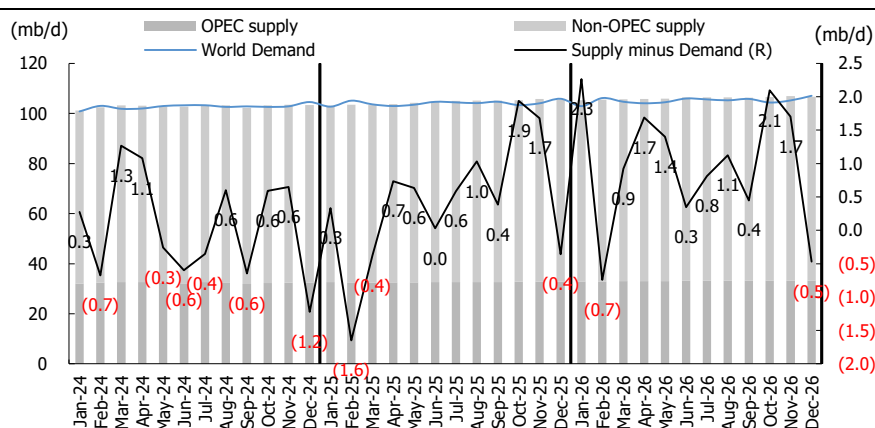 (mb/d)
OPEC supply
Non-OPEC supply
(mb/d)
World Demand
Supply minus Demand (R)
120
100
80
60
40
20
0
2.5
2.0
1.5
1.0
0.5
0.0
(0.5)
(1.0)
(1.5)
(2.0)
0.3
(0.7)
1.3
1.1
(0.3)
(0.6)
(0.4)
0.6
(0.6)
0.6
0.6
(1.2)
0.3
(1.6)
(0.4)
0.7
0.6
0.0
0.6
1.0
0.4
1.9
1.7
(0.4)
2.3
(0.7)
0.9
1.7
1.4
0.3
0.8
1.1
0.4
2.1
1.7
(0.5)
Jan-24
Feb-24
Mar-24
Apr-24
May-24
Jun-24
Jul-24
Aug-24
Sep-24
Oct-24
Nov-24
Dec-24
Jan-25
Feb-25
Mar-25
Apr-25
May-25
Jun-25
Jul-25
Aug-25
Sep-25
Oct-25
Nov-25
Dec-25
Jan-26
Feb-26
Mar-26
Apr-26
May-26
Jun-26
Jul-26
Aug-26
Sep-26
Oct-26
Nov-26
Dec-26